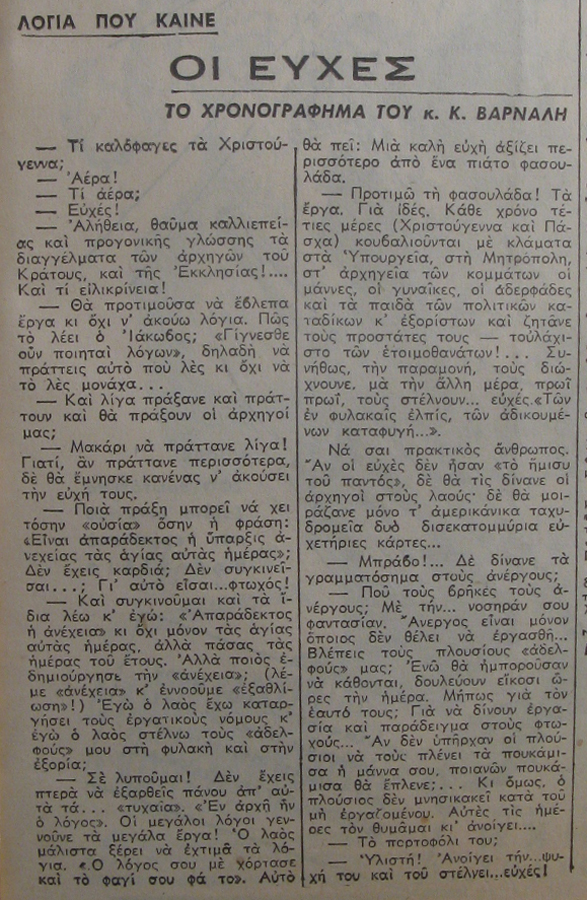 ΛΟΓΙΑ ΠΟΥ ΚΑΙΝΕ
ΟΙ ΕΥΧΕΣ
ΤΟ ΧΡΟΝΟΓΡΑΦΗΜΑ ΤΟΥ κ. Κ. ΒΑΡΝΑΛΗ
— Τί καλόφαγες τὰ Χριστού-
γεννα;
— Ἀέρα!
— Τί ἀέρα;
— Εὐχές!
— Ἀλήθεια, θαῦμα καλλιεπεί-
ας καὶ προγονικῆς γλώσσης τὰ
διαγγέλματα τῶν ἀρχηγῶν τοῦ
Κράτους, καὶ τῆς Ἐκκλησίας!....
Καὶ τί εἰλικρίνεια!
— Θὰ προτιμοῦσα νὰ ἔβλεπα
ἔργα κι ὄχι ν' ἀκούω λόγια. Πῶς
τὸ λέει ὁ Ἰάκωβος; «Γίγνεσθε
οὖν ποιηταὶ λόγων», δηλαδὴ νὰ
πράττεις αὐτὸ ποὺ λὲς κι ὄχι νὰ
τὸ λὲς μονάχα...
— Καὶ λίγα πράξανε καὶ πράτ-
τουν καὶ θὰ πράξουν οἱ ἀρχηγοί
μας;
— Μακάρι νὰ πράττανε λίγα!
Γιατί, ἂν πράττανε περισσότερα,
δὲ θὰ ἔμνησκε κανένας ν' ἀκούσει
τὴν εὐχή τους.
— Ποιὰ πράξη μπορεῖ νὰ χει
τόση «οὐσία» ὅση ἡ φράση:
«Εἶναι ἀπαράδεκτος ἡ ὕπαρξις ἀ-
νεχείας τὰς ἁγίας αὐτὰς ἡμέρας»;
Δὲν ἔχεις καρδιά; Δὲν συγκινεῖ-
σαι...; Γι' αὐτὸ εἶσαι...φτωχός!
— Καὶ συγκινοῦμαι καὶ τὰ ἴ-
δια λέω κ' ἐγώ: «Ἀπαράδεκτος
ἡ ἀνέχεια» κι ὄχι μόνον τὰς ἁγίας
αὐτὰς ἡμέρας, ἀλλὰ πάσας τὰς
ἡμέρας τοῦ ἔτους. Ἀλλὰ ποιὸς ἐ-
δημιούργησε τὴν «ἀνέχεια»; (λέ-
με «ἀνέχεια» κ' ἐννοοῦμε «ἐξαθλί-
ωση»!) Ἐγὼ ὁ λαὸς ἔχω καταρ-
γήσει τοὺς ἐργατικοὺς νόμους κ'
ἐγὼ ὁ λαὸς στέλνω τοὺς «ἀδελ-
φούς» μου στὴ φυλακὴ καὶ στὴν
ἐξορία;
— Σὲ λυποῦμαι! Δὲν ἔχεις
πτερὰ νὰ ἐξαρθεῖς πάνου ἀπ' αὐ-
τὰ τά... «τυχαῖα». «Ἐν ἀρχῇ ἦν
ὁ λόγος». Οἱ μεγάλοι λόγοι γεν-
νοῦνε τὰ μεγάλα ἔργα! Ὁ λαὸς
μάλιστα ξέρει νὰ ἐχτιμᾶ τὰ λό-
για. «Ὁ λόγος σου μὲ χόρτασε
καὶ τὸ φαγί σου φά το». Αὐτὸ
θὰ πεῖ: Μιὰ καλὴ εὐχὴ ἀξίζει πε-
ρισσότερο ἀπὸ ἕνα πιάτο φασου-
λάδα.
— Προτιμῶ τὴ φασουλάδα! Τὰ
ἔργα. Γιὰ ἰδές. Κάθε χρόνο τέ-
τιες μέρες (Χριστούγεννα καὶ Πά-
σχα) κουβαλιοῦνται μὲ κλάματα
στὰ Ὑπουργεῖα, στὴ Μητρόπολη,
στ' ἀρχηγεῖα τῶν κομμάτων οἱ
μάννες, οἱ γυναῖκες, οἱ ἀδερφάδες
καὶ τὰ παιδὰ τῶν πολιτικῶν κα-
ταδίκων κ' ἐξορίστων καὶ ζητᾶνε
τοὺς προστάτες τους — τοὐλάχι-
στο τῶν ἑτοιμοθανάτων!... Συ-
νήθως, τὴν παραμονή, τοὺς διώ-
χνουνε, μὰ τὴν ἄλλη μέρα, πρωῒ
πρωΐ, τοὺς στέλνουν... εὐχές.«Τῶν
ἐν φυλακαῖς ἐλπίς, τῶν ἀδικουμέ-
νων καταφυγή...».
Νά σαι πρακτικὸς ἄνθρωπος.
Ἂν οἱ εὐχὲς δὲν ἦσαν «τὸ ἥμισυ
τοῦ παντός», δὲ θὰ τὶς δίνανε οἱ
ἀρχηγοὶ στοὺς λαούς· δὲ θὰ μοι-
ράζανε μόνο τ' ἀμερικάνικα ταχυ-
δρομεῖα δυὸ δισεκατομμύρια εὐ-
χετήριες κάρτες...
— Μπράβο!... Δὲ δίνανε τὰ
γραμματόσημα στοὺς ἀνέργους;
— Ποῦ τοὺς βρῆκες τοὺς ἀ-
νέργους; Μὲ τήν... νοσηρὰν σου
φαντασίαν. Ἄνεργος εἶναι μόνον
ὅποιος δὲν θέλει νὰ ἐργασθῆ...
Βλέπεις τοὺς πλουσίους «ἀδελ-
φούς» μας; Ἐνῶ θὰ ἠμποροῦσαν
νὰ κάθονται, δουλεύουν εἴκοσι ὧ-
ρες τὴν ἡμέρα. Μήπως γιὰ τὸν
ἑαυτό τους; Γιὰ νὰ δίνουν ἐργα-
σία καὶ παράδειγμα στοὺς φτω-
χούς... Ἂν δὲν ὑπῆρχαν οἱ πλού-
σιοι νὰ τοὺς πλένει τὰ πουκάμι-
σα ἡ μάννα σου, ποιανῶν πουκά-
μισα θὰ ἔπλενε;... Κι ὅμως, ὁ
πλούσιος δὲν μνησικακεῖ κατὰ τοῦ
μὴ ἐργαζομένου. Αὐτὲς τὶς ἡμέ-
ρες τὸν θυμᾶμαι κι' ἀνοίγει....
— Τὸ πορτοφόλι του;
— Ὑλιστή! Ἀνοίγει τήν...ψυ-
χή του καὶ τοῦ στέλνει...εὐχές!